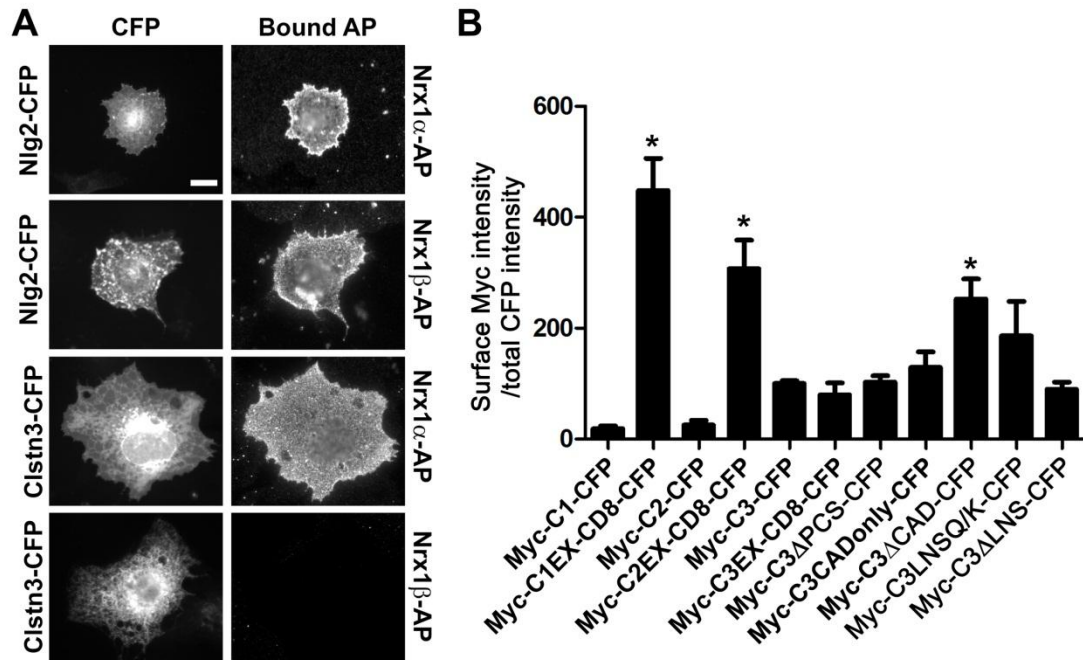 A
CFP
Bound AP
Nlg2-CFP
Nrx1α-AP
Nlg2-CFP
Nrx1β-AP
Clstn3-CFP
Nrx1α-AP
Clstn3-CFP
Nrx1β-AP
B
Surface Myc intensity
/total CFP intensity
600
400
200
0
*
*
*
Myc-C1-CFP
Myc-C1EX-CD8-CFP
Myc-C2-CFP
Myc-C2EX-CD8-CFP
Myc-C3-CFP
Myc-C3EX-CD8-CFP
Myc-C3ΔPCS-CFP
Myc-C3CADonly-CFP
Myc-C3ΔCAD-CFP
Myc-C3LNSQ/K-CFP
Myc-C3ΔLNS-CFP